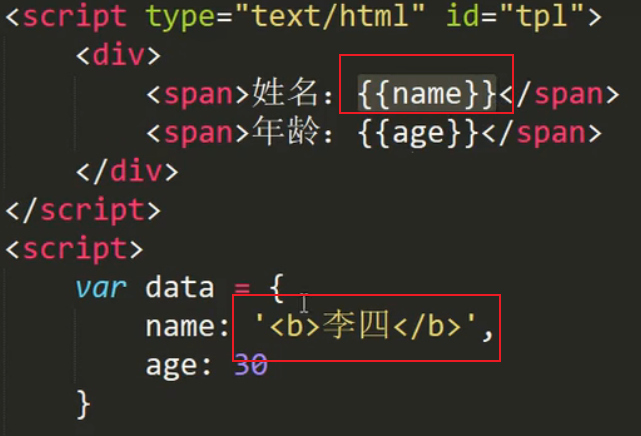 <script type="text/html" id="tpl">
<div>
<span>姓名：{{name}}</span>
<span>年龄：{{age}}</span>
</div>
</script>
<script>
var data = {
name: '<b>李四</b>',
age: 30
}